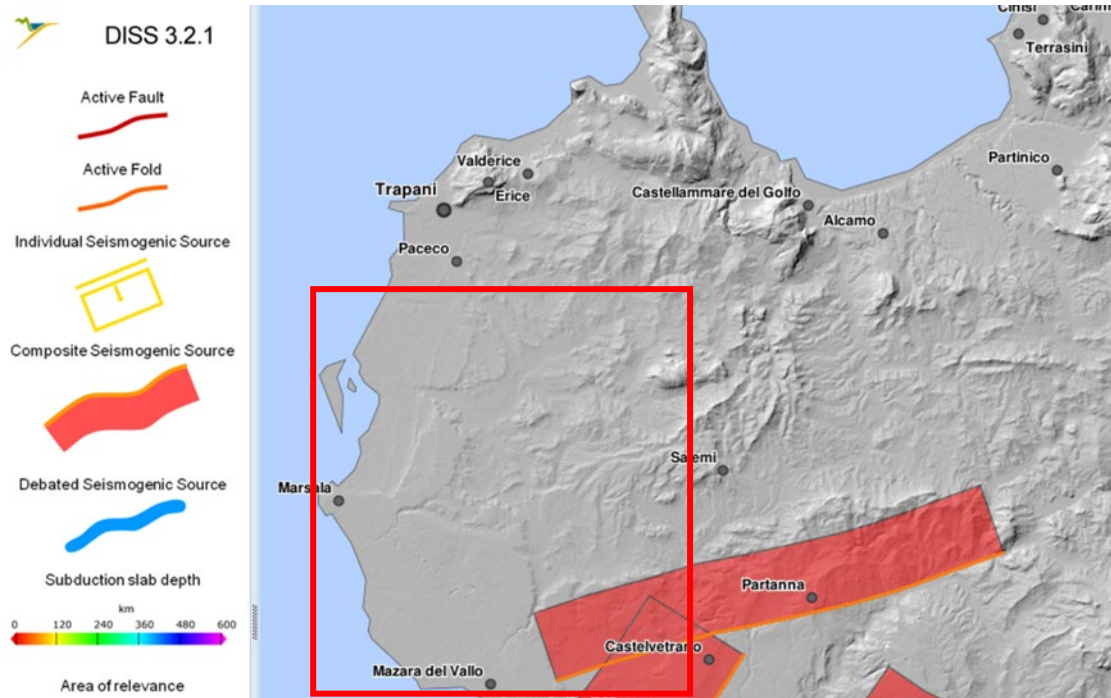 DISS 3.2.1
Active Fault
Active Fold
Individual Seismogenic Source
Composite Seismogenic Source
Debated Seismogenic Source
Subduction slab depth
km
0 120 240 360 480 600
Area of relevance
Cinisi
Terrasini
Valderice
Partinico
Trapani
Erice
Castellammare del Golfo
Alcamo
Paceco
Salemi
Marsala
Partanna
Castelvetrano
Mazara del Vallo